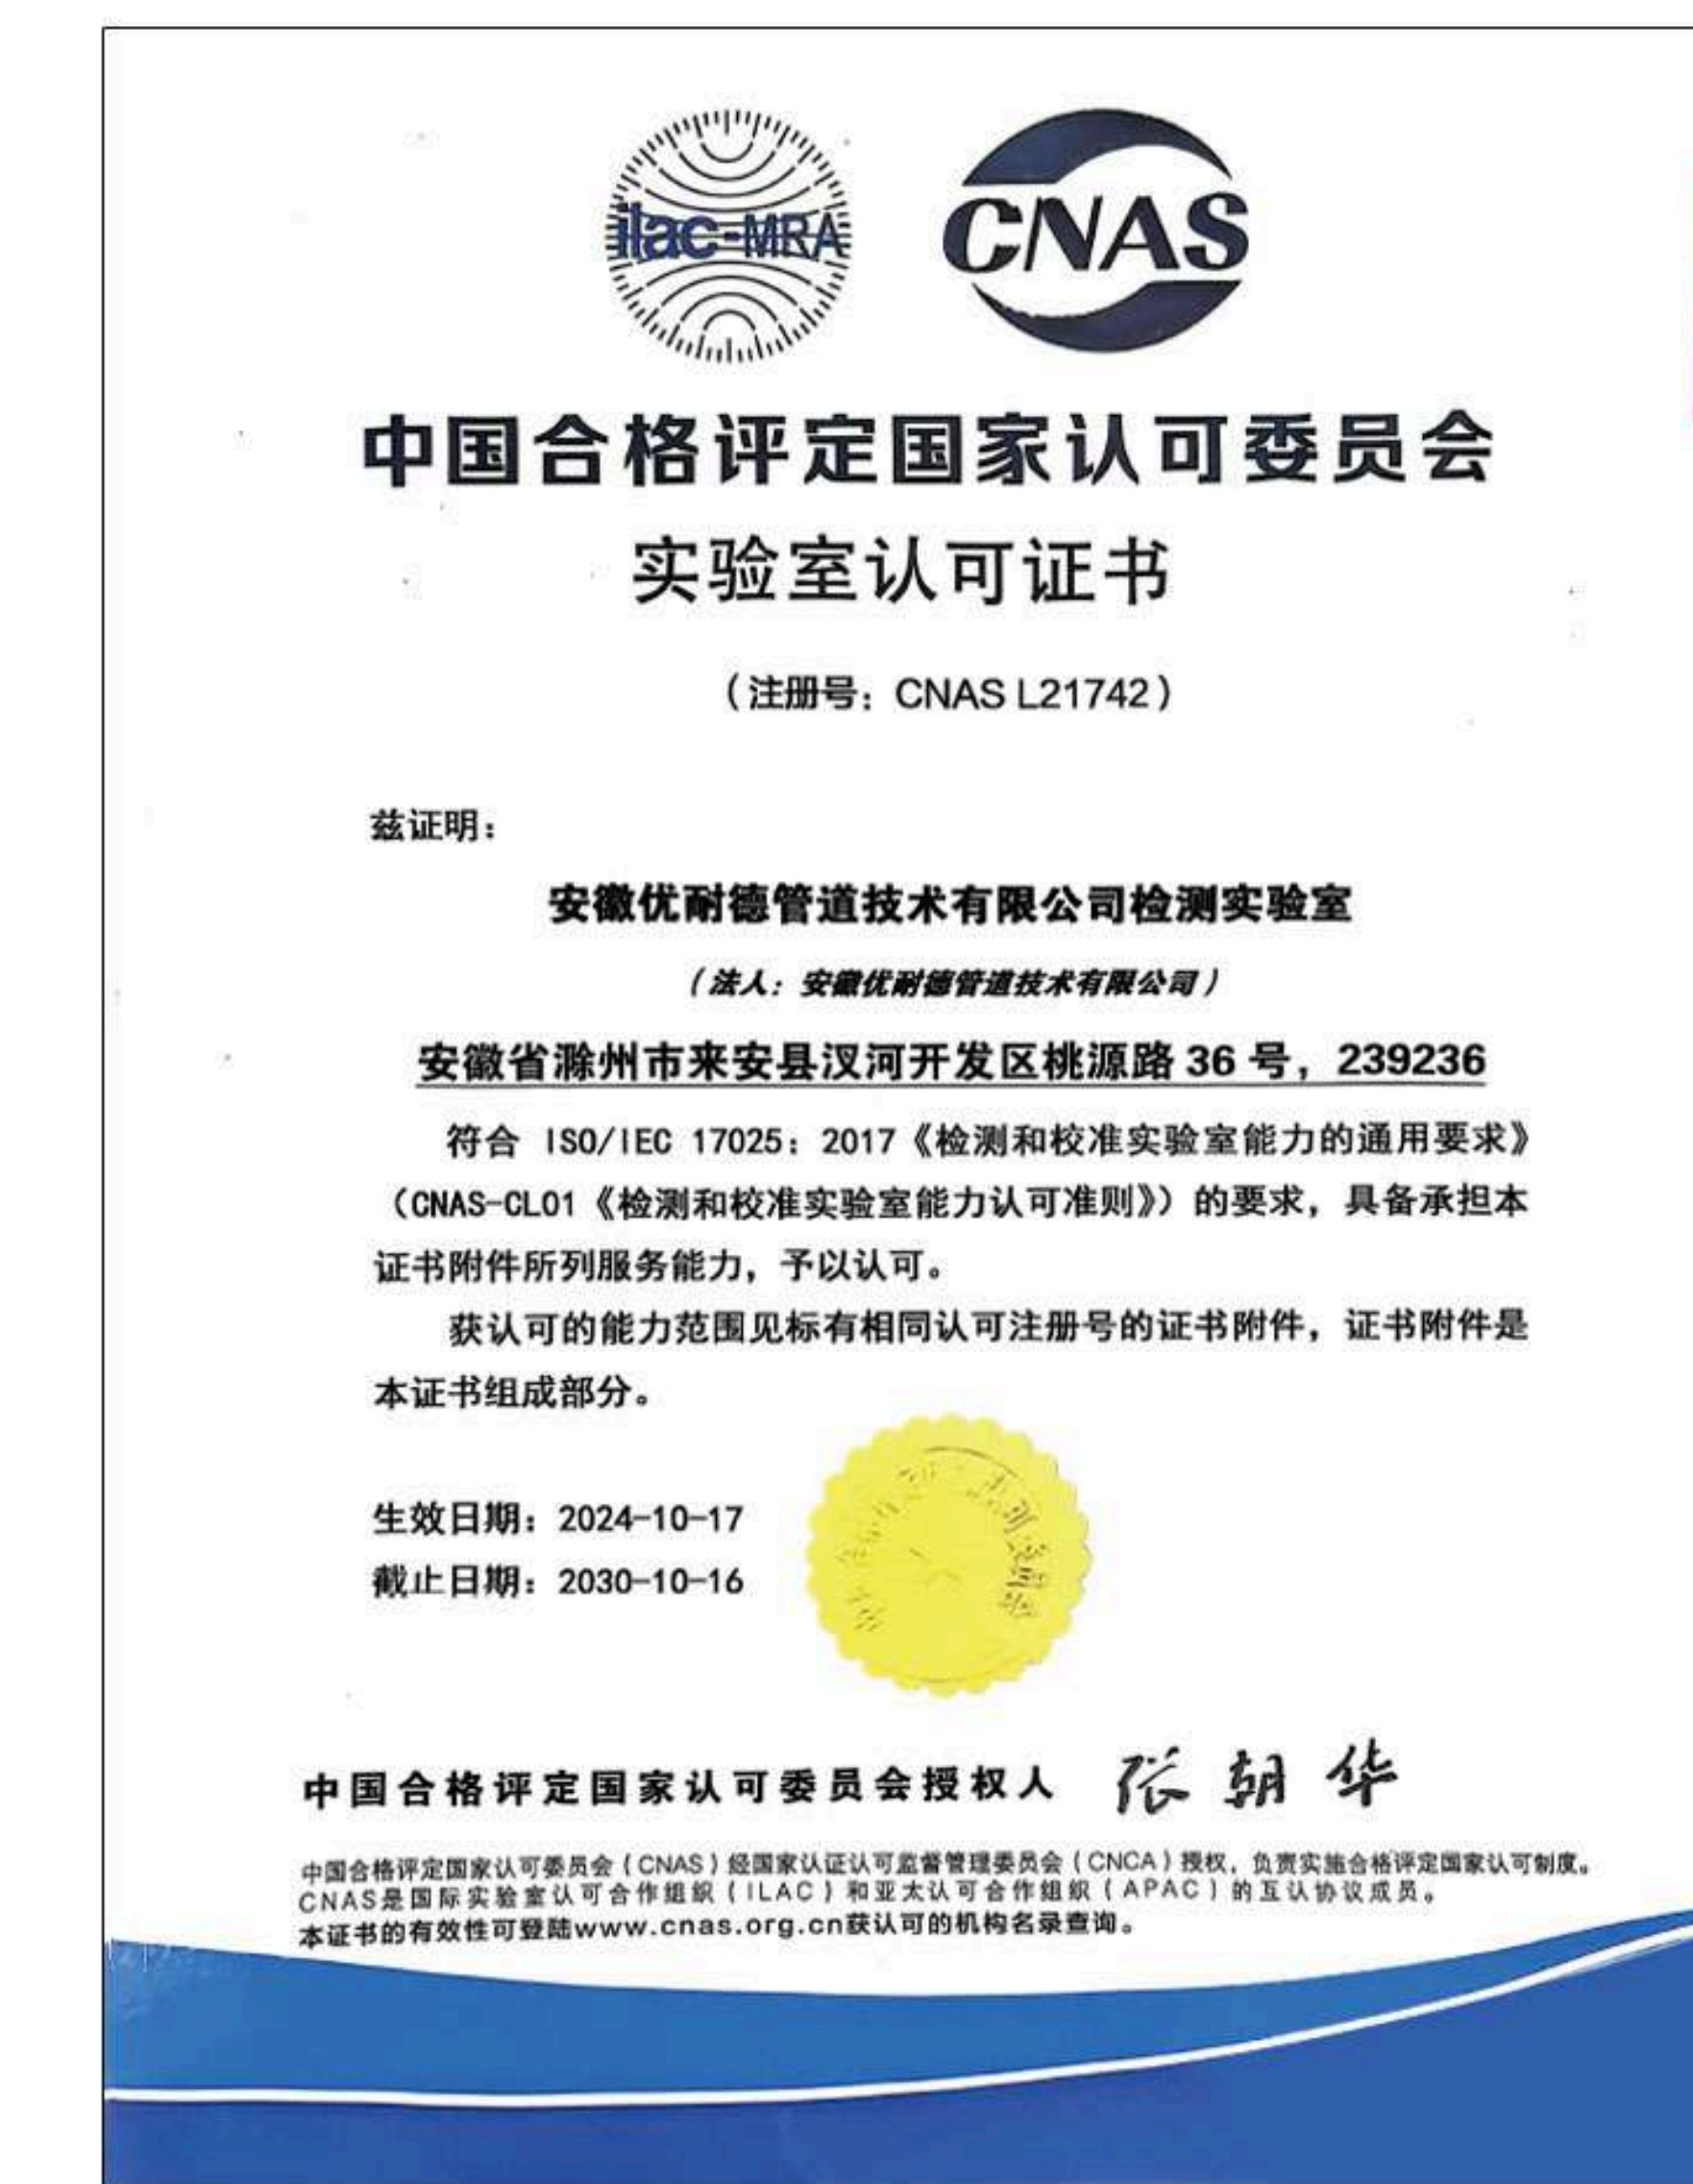 ilac-MRA
CNAS
中国合格评定国家认可委员会
实验室认可证书
（注册号：CNAS L21742）
兹证明：
安徽优耐德管道技术有限公司检测实验室
（法人：安徽优耐德管道技术有限公司）
安徽省滁州市来安县汊河开发区桃源路 36 号，239236
符合 ISO/IEC 17025：2017《检测和校准实验室能力的通用要求》
（CNAS-CL01《检测和校准实验室能力认可准则》）的要求，具备承担本
证书附件所列服务能力，予以认可。
获认可的能力范围见标有相同认可注册号的证书附件，证书附件是
本证书组成部分。
生效日期：2024-10-17
截止日期：2030-10-16
中国合格评定国家认可委员会授权人 张朝华
中国合格评定国家认可委员会（CNAS）经国家认证认可监督管理委员会（CNCA）授权，负责实施合格评定国家认可制度。
CNAS是国际实验室认可合作组织（ILAC）和亚太认可合作组织（APAC）的互认协议成员。
本证书的有效性可登陆www.cnas.org.cn获认可的机构名录查询。